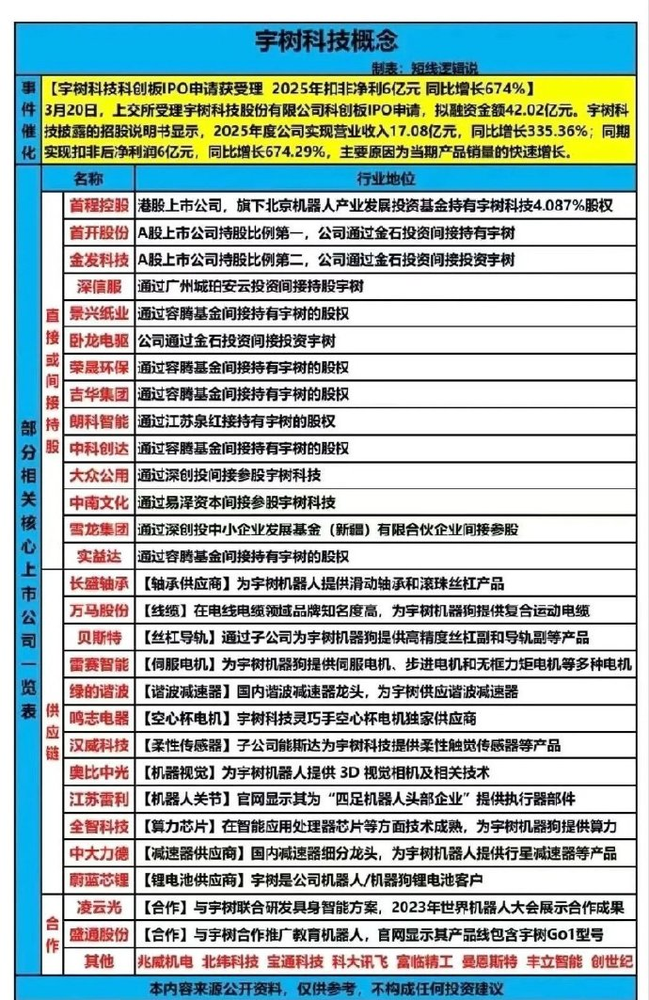 宇树科技概念
制表：短线逻辑说
事件催化
【宇树科技科创板IPO申请获受理 2025年扣非净利6亿元 同比增长674%】
3月20日，上交所受理宇树科技股份有限公司科创板IPO申请，拟融资金额42.02亿元。宇树科
技披露的招股说明书显示，2025年度公司实现营业收入17.08亿元，同比增长335.36%；同期
实现扣非后净利润6亿元，同比增长674.29%，主要原因为当期产品销量的快速增长。
部分相关核心上市公司一览表
名称 行业地位
直接或间接持股
首程控股 港股上市公司，旗下北京机器人产业发展投资基金持有宇树科技4.087%股权
首开股份 A股上市公司持股比例第一，公司通过金石投资间接持有宇树
金发科技 A股上市公司持股比例第二，公司通过金石投资间接投资宇树
深信服 通过广州城珀安云投资间接持股宇树
景兴纸业 通过容腾基金间接持有宇树的股权
卧龙电驱 公司通过金石投资间接投资宇树
荣晟环保 通过容腾基金间接持有宇树的股权
吉华集团 通过容腾基金间接持有宇树的股权
朗科智能 通过江苏泉红接持有宇树的股权
中科创达 通过容腾基金间接持有宇树的股权
大众公用 通过深创投间接参股宇树科技
中南文化 通过易泽资本间接参股宇树科技
雪龙集团 通过深创投中小企业发展基金（新疆）有限合伙企业间接参股
实益达 通过容腾基金间接持有宇树的股权
供应链
长盛轴承 【轴承供应商】为宇树机器人提供滑动轴承和滚珠丝杠产品
万马股份 【线缆】在电线电缆领域品牌知名度高，为宇树机器狗提供复合运动电缆
贝斯特 【丝杠导轨】通过子公司为宇树机器狗提供高精度丝杠副和导轨副等产品
雷赛智能 【伺服电机】为宇树机器狗提供伺服电机、步进电机和无框力矩电机等多种电机
绿的谐波 【谐波减速器】国内谐波减速器龙头，为宇树供应谐波减速器
鸣志电器 【空心杯电机】宇树科技灵巧手空心杯电机独家供应商
汉威科技 【柔性传感器】子公司能斯达为宇树科技提供柔性触觉传感器等产品
奥比中光 【机器视觉】为宇树机器人提供 3D 视觉相机及相关技术
江苏雷利 【机器人关节】官网显示其为“四足机器人头部企业”提供执行器部件
全智科技 【算力芯片】在智能应用处理器芯片等方面技术成熟，为宇树机器狗提供算力
中大力德 【减速器供应商】国内减速器细分龙头，为宇树机器人提供行星减速器等产品
蔚蓝芯锂 【锂电池供应商】宇树是公司机器人/机器狗锂电池客户
合作
凌云光 【合作】与宇树联合研发具身智能方案，2023年世界机器人大会展示合作成果
盛通股份 【合作】与宇树合作推广教育机器人，官网显示其产品线包含宇树Go1型号
其他 兆威机电 北纬科技 宝通科技 科大讯飞 富临精工 曼恩斯特 丰立智能 创世纪
本内容来源公开资料，仅供参考，不构成任何投资建议